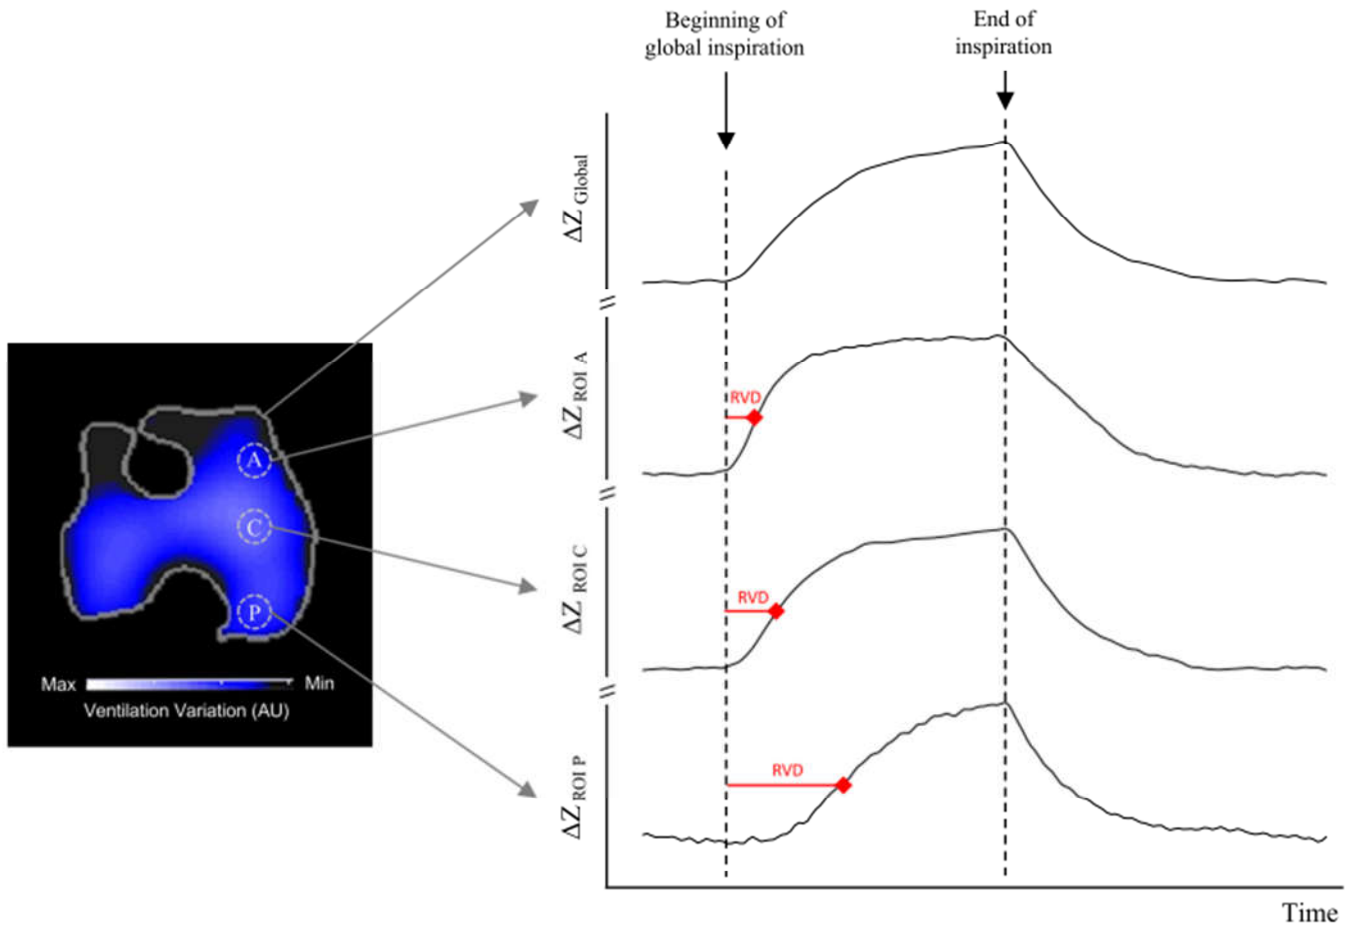 Beginning of
global inspiration
End of
inspiration
ΔZ Global
ΔZ ROI A
RVD
ΔZ ROI C
RVD
ΔZ ROI P
RVD
A
C
P
Max
Min
Ventilation Variation (AU)
Time